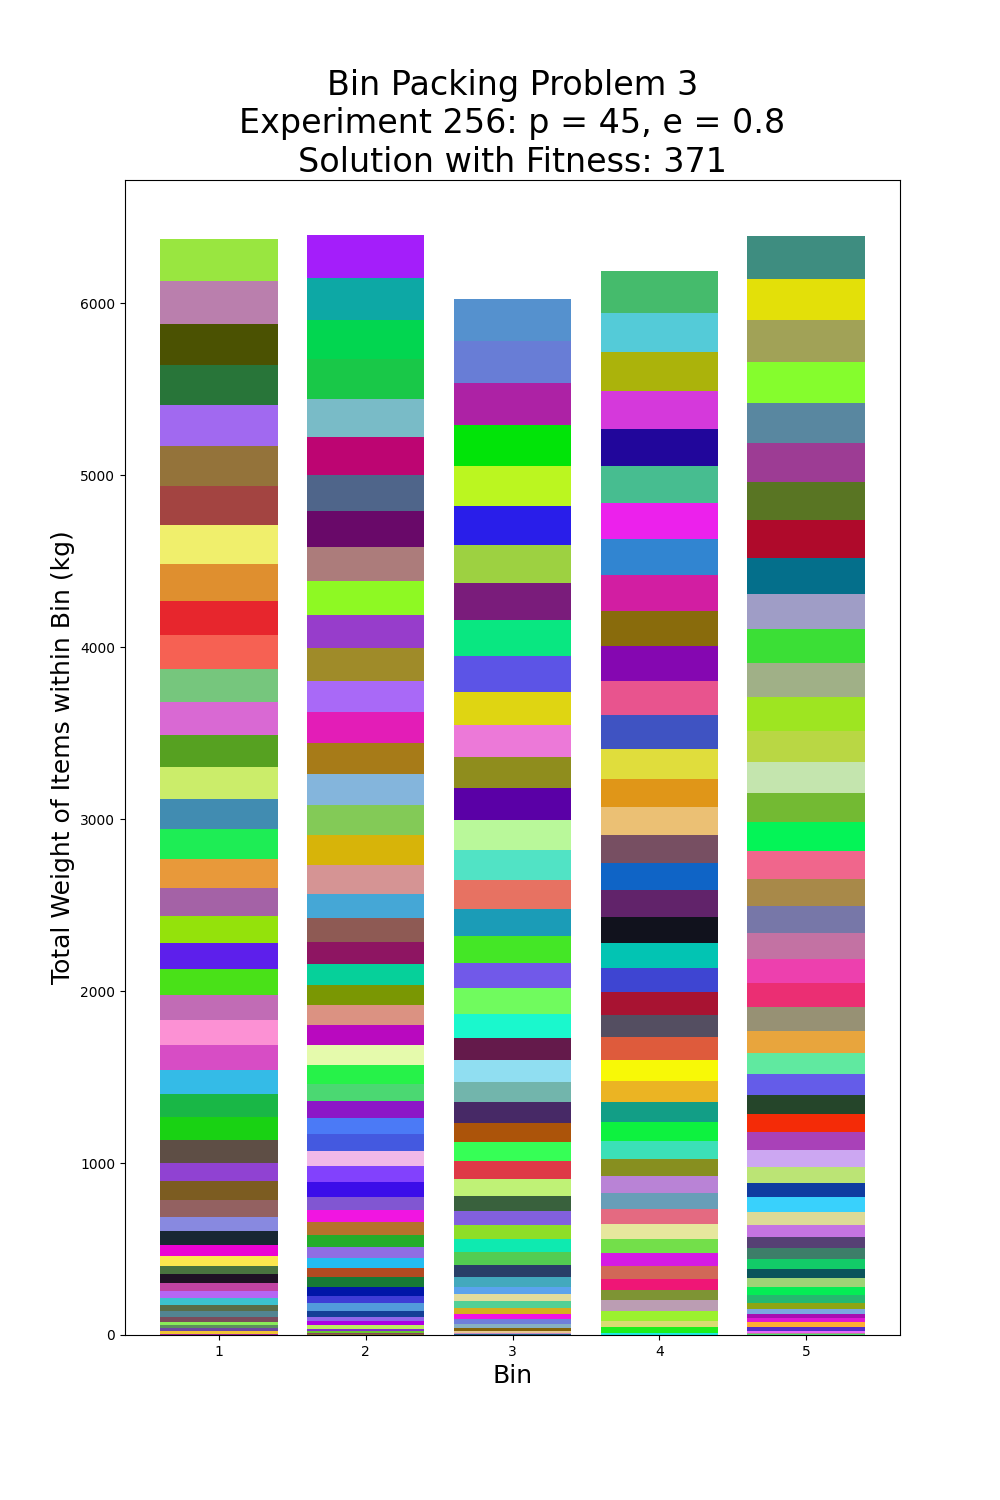 Bin Packing Problem 3
Experiment 256: p = 45, e = 0.8
Solution with Fitness: 371
Total Weight of Items within Bin (kg)
6000
5000
4000
3000
2000
1000
0
1 2 3 4 5
Bin